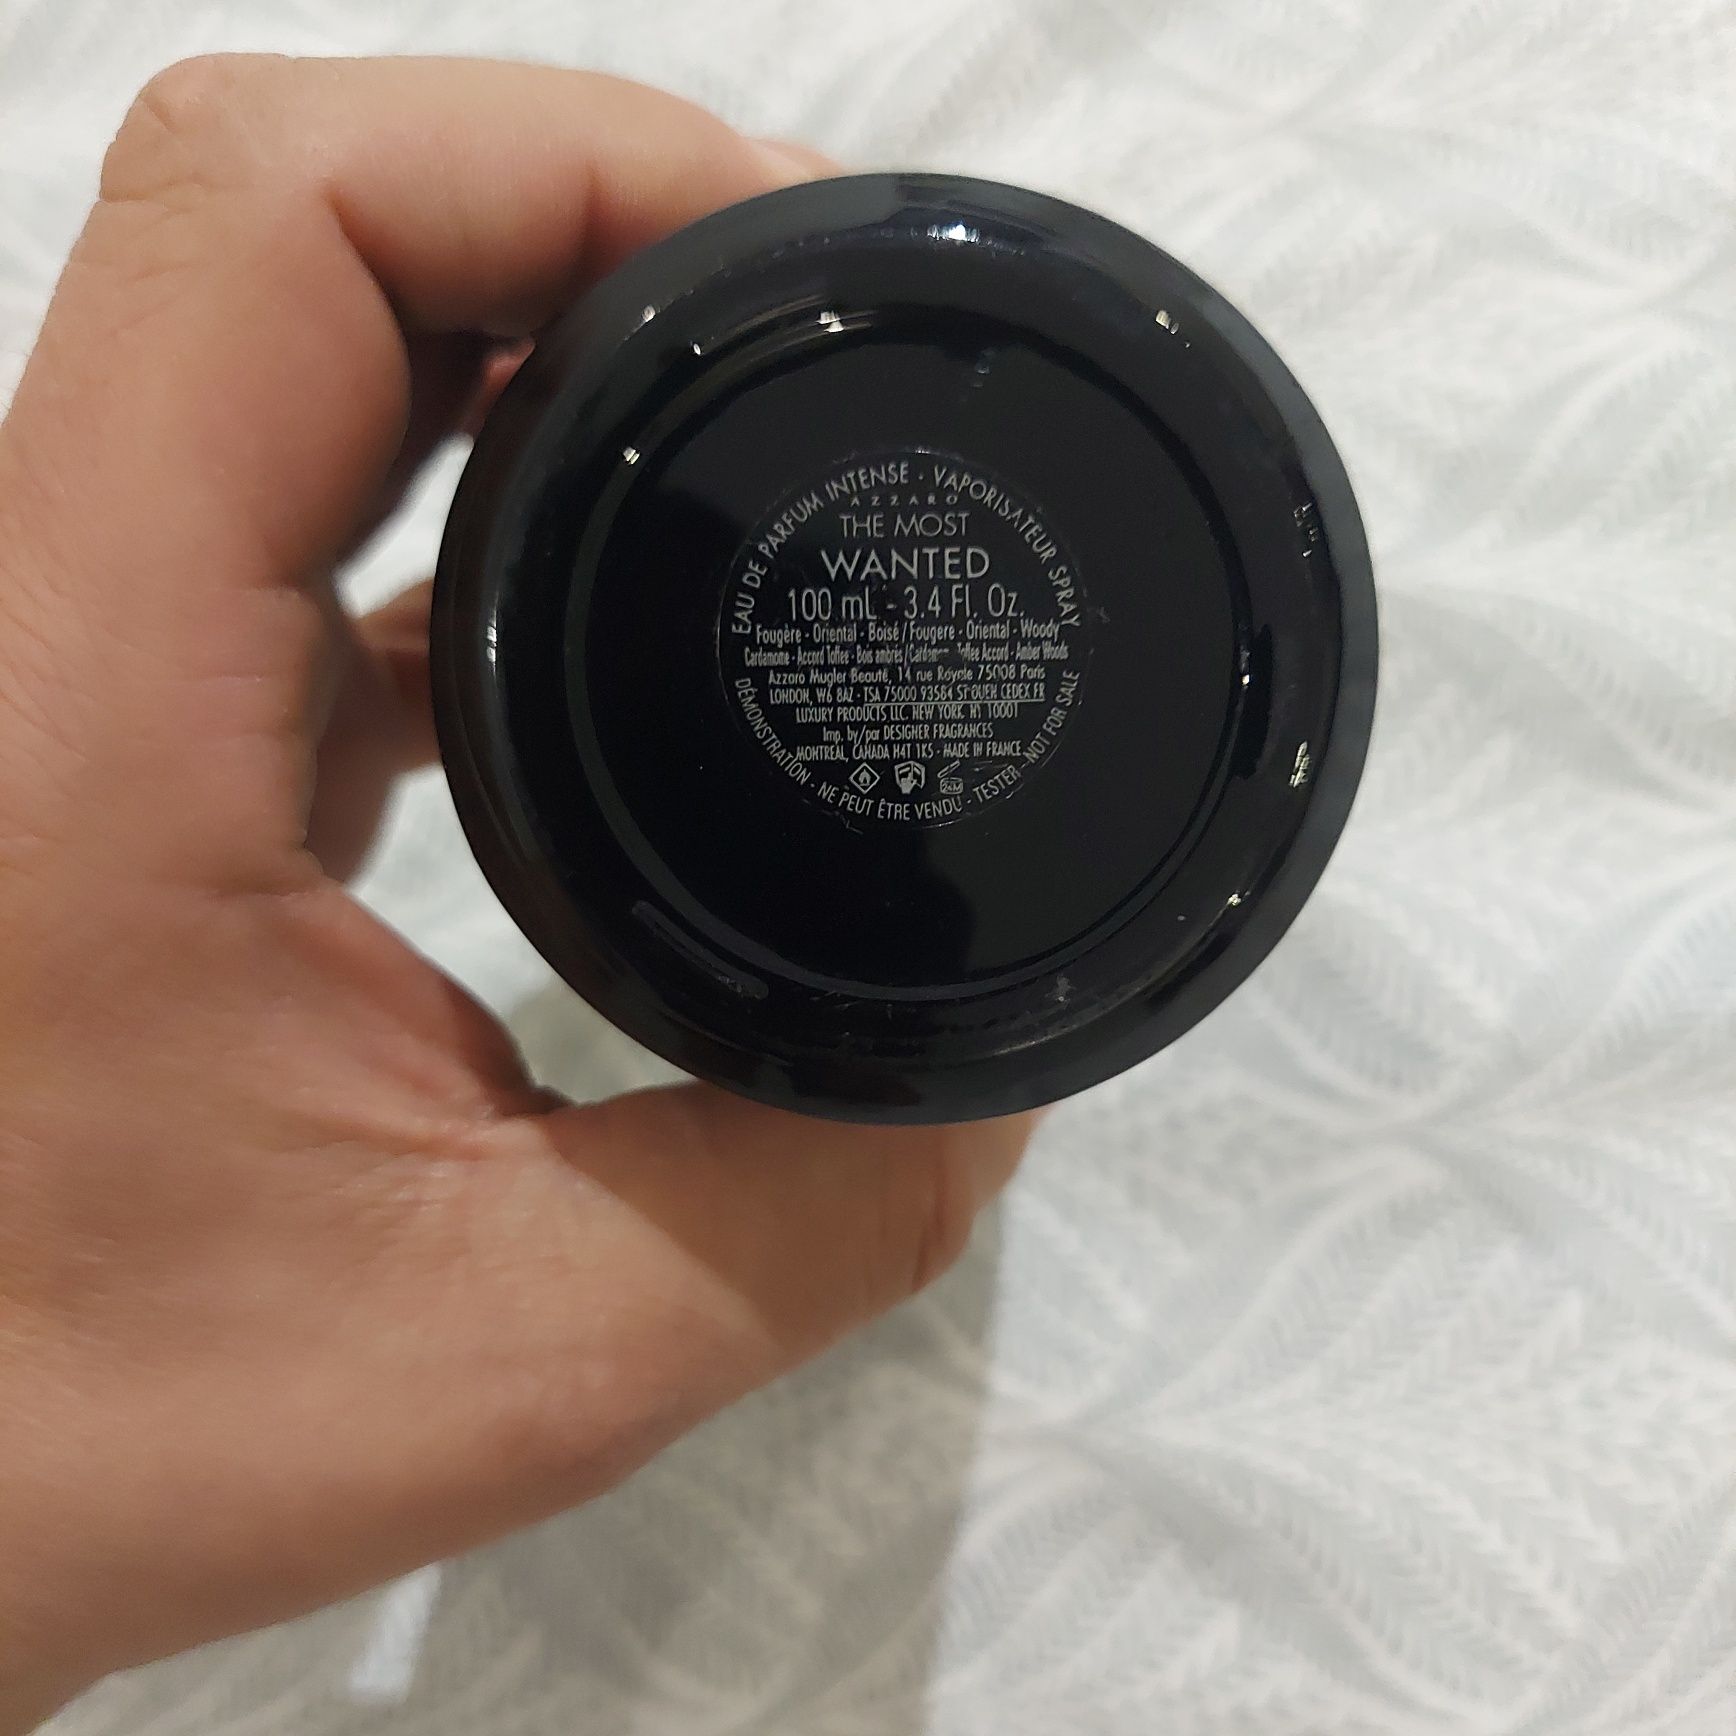 EAU DE PARFUM INTENSE - VAPORISATEUR SPRAY
AZZARO
THE MOST
WANTED
100 mL - 3.4 Fl. Oz.
Fougère - Oriental - Boisé / Fougere - Oriental - Woody
Cardamome - Accord Toffee - Bois ambrés / Toffee Accord - Amber Woods
Azzaro Mugler Beauté, 14 rue Royale 75008 Paris
LONDON, W6 8AZ - TSA 75000 93584 ST OUEN CEDEX FR
LUXURY PRODUCTS LLC. NEW YORK. NY 10001
Imp. by/par DESIGNER FRAGRANCES
MONTREAL, CANADA H4T 1K5 - MADE IN FRANCE
24M
DÉMONSTRATION - NE PEUT ÊTRE VENDU - TESTER - NOT FOR SALE